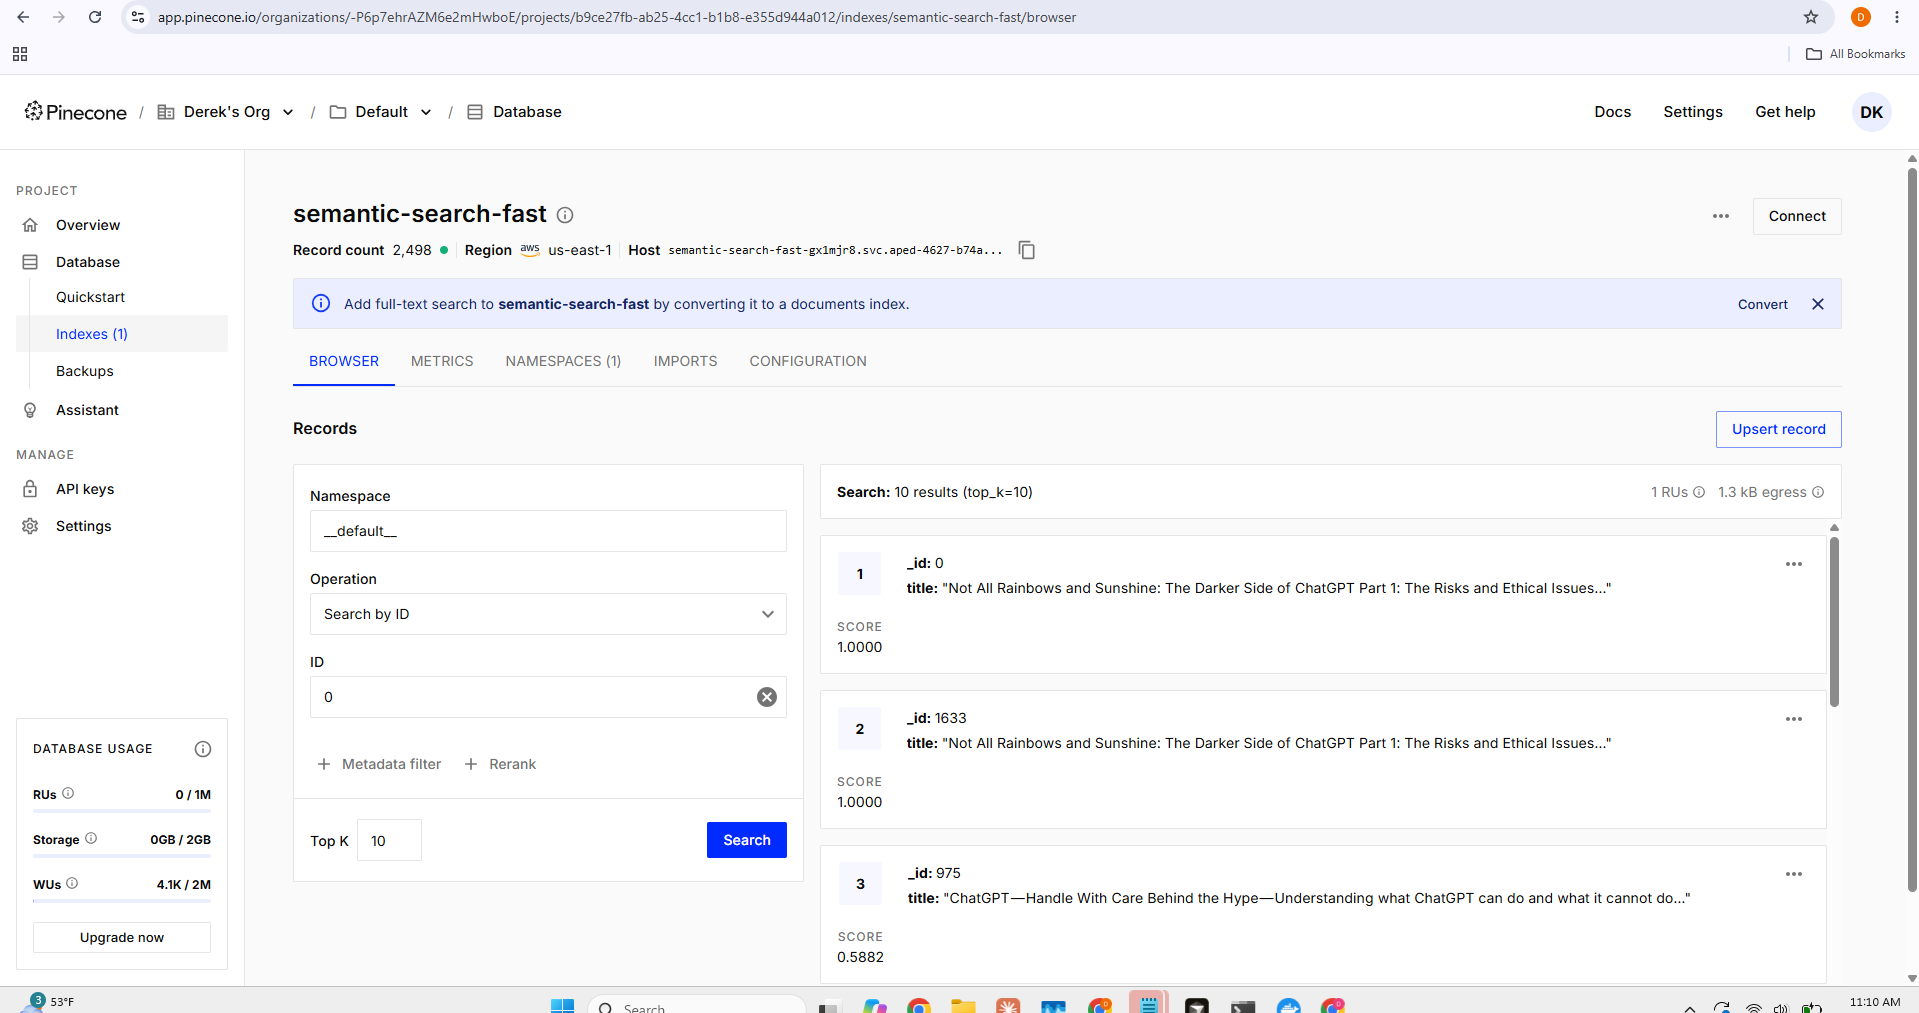 app.pinecone.io/organizations/-P6p7ehrAZM6e2mHwboE/projects/b9ce27fb-ab25-4cc1-b1b8-e355d944a012/indexes/semantic-search-fast/browser
D
All Bookmarks
Pinecone / Derek's Org / Default / Database
Docs
Settings
Get help
DK
PROJECT
Overview
Database
Quickstart
Indexes (1)
Backups
Assistant
MANAGE
API keys
Settings
DATABASE USAGE
RUs 0 / 1M
Storage 0GB / 2GB
WUs 4.1K / 2M
Upgrade now
semantic-search-fast
Connect
Record count 2,498 Region aws us-east-1 Host semantic-search-fast-gx1mjr8.svc.aped-4627-b74a...
Add full-text search to semantic-search-fast by converting it to a documents index.
Convert
BROWSER METRICS NAMESPACES (1) IMPORTS CONFIGURATION
Records
Upsert record
Namespace
__default__
Operation
Search by ID
ID
0
+ Metadata filter + Rerank
Top K 10
Search
Search: 10 results (top_k=10)
1 RUs 1.3 kB egress
1
_id: 0
title: "Not All Rainbows and Sunshine: The Darker Side of ChatGPT Part 1: The Risks and Ethical Issues..."
SCORE
1.0000
2
_id: 1633
title: "Not All Rainbows and Sunshine: The Darker Side of ChatGPT Part 1: The Risks and Ethical Issues..."
SCORE
1.0000
3
_id: 975
title: "ChatGPT — Handle With Care Behind the Hype — Understanding what ChatGPT can do and what it cannot do..."
SCORE
0.5882
3
53°F
Search
11:10 AM